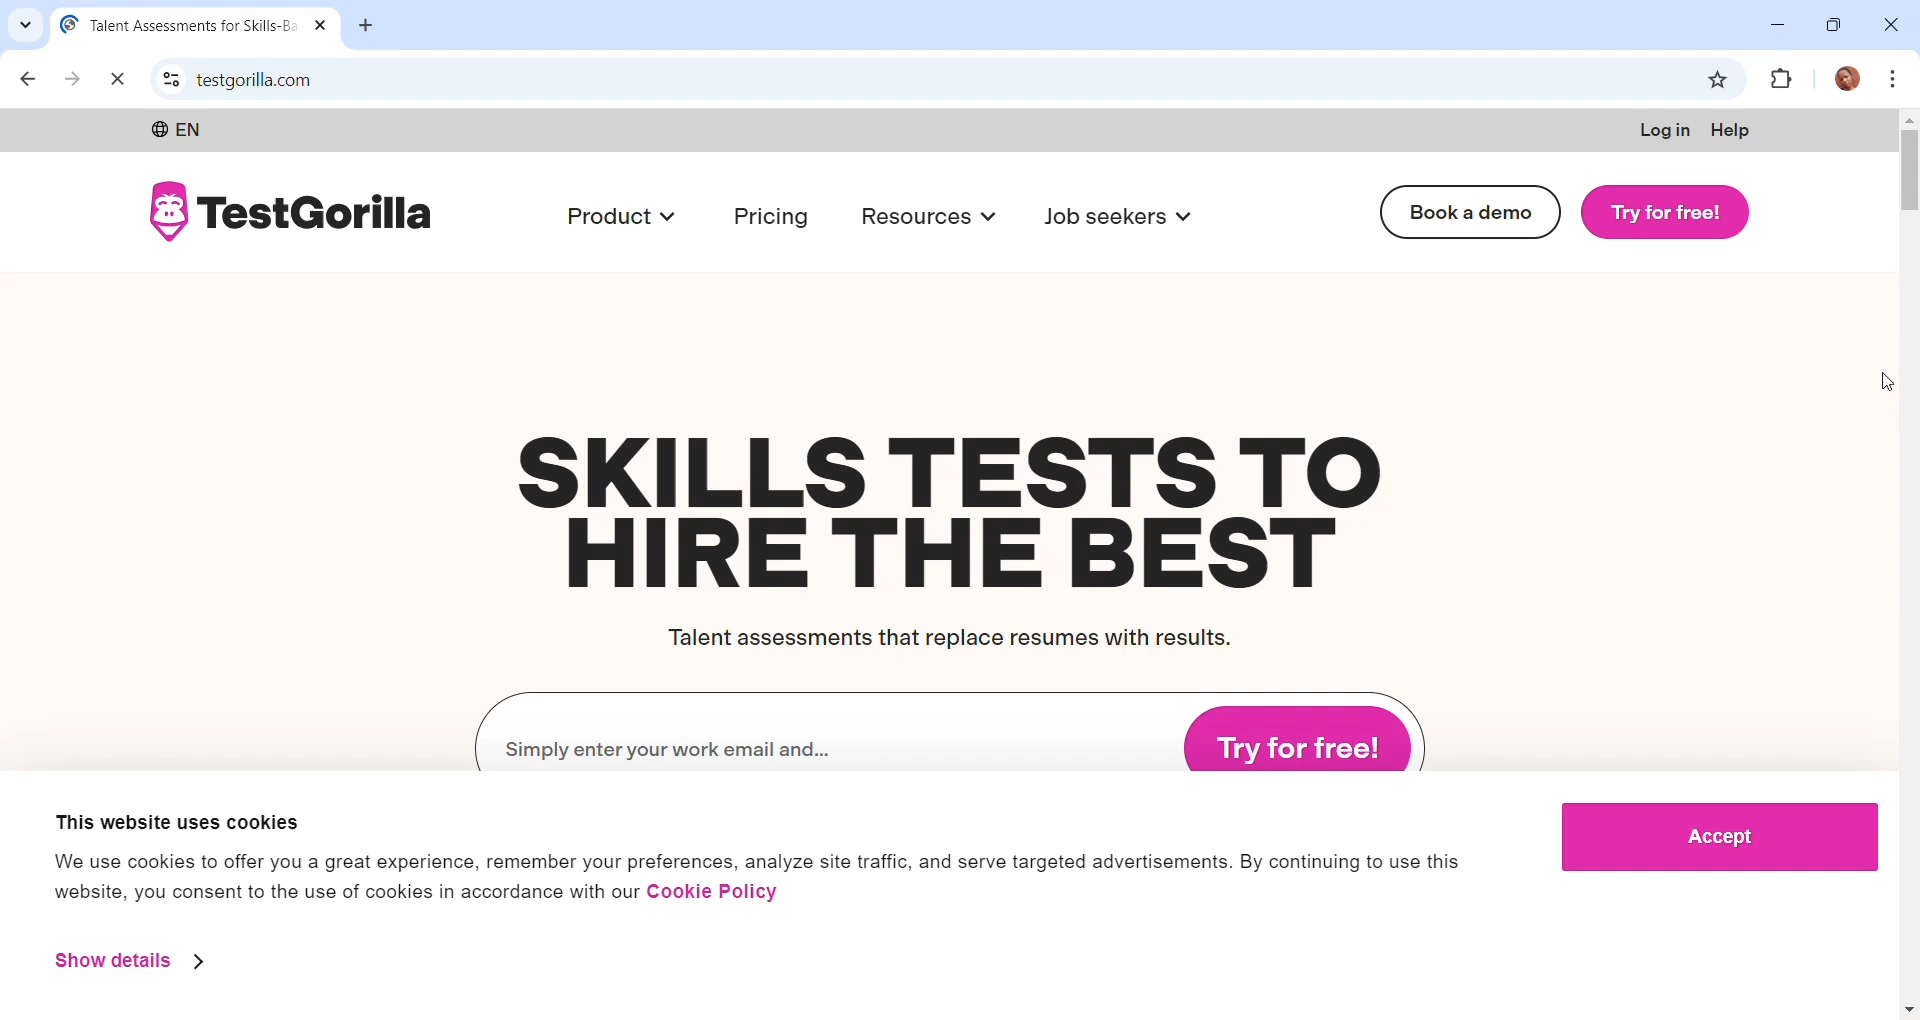 Talent Assessments for Skills-Ba
testgorilla.com
EN
Log in
Help
TestGorilla
Product
Pricing
Resources
Job seekers
Book a demo
Try for free!
SKILLS TESTS TO
HIRE THE BEST
Talent assessments that replace resumes with results.
Simply enter your work email and...
Try for free!
This website uses cookies
We use cookies to offer you a great experience, remember your preferences, analyze site traffic, and serve targeted advertisements. By continuing to use this
website, you consent to the use of cookies in accordance with our Cookie Policy
Accept
Show details